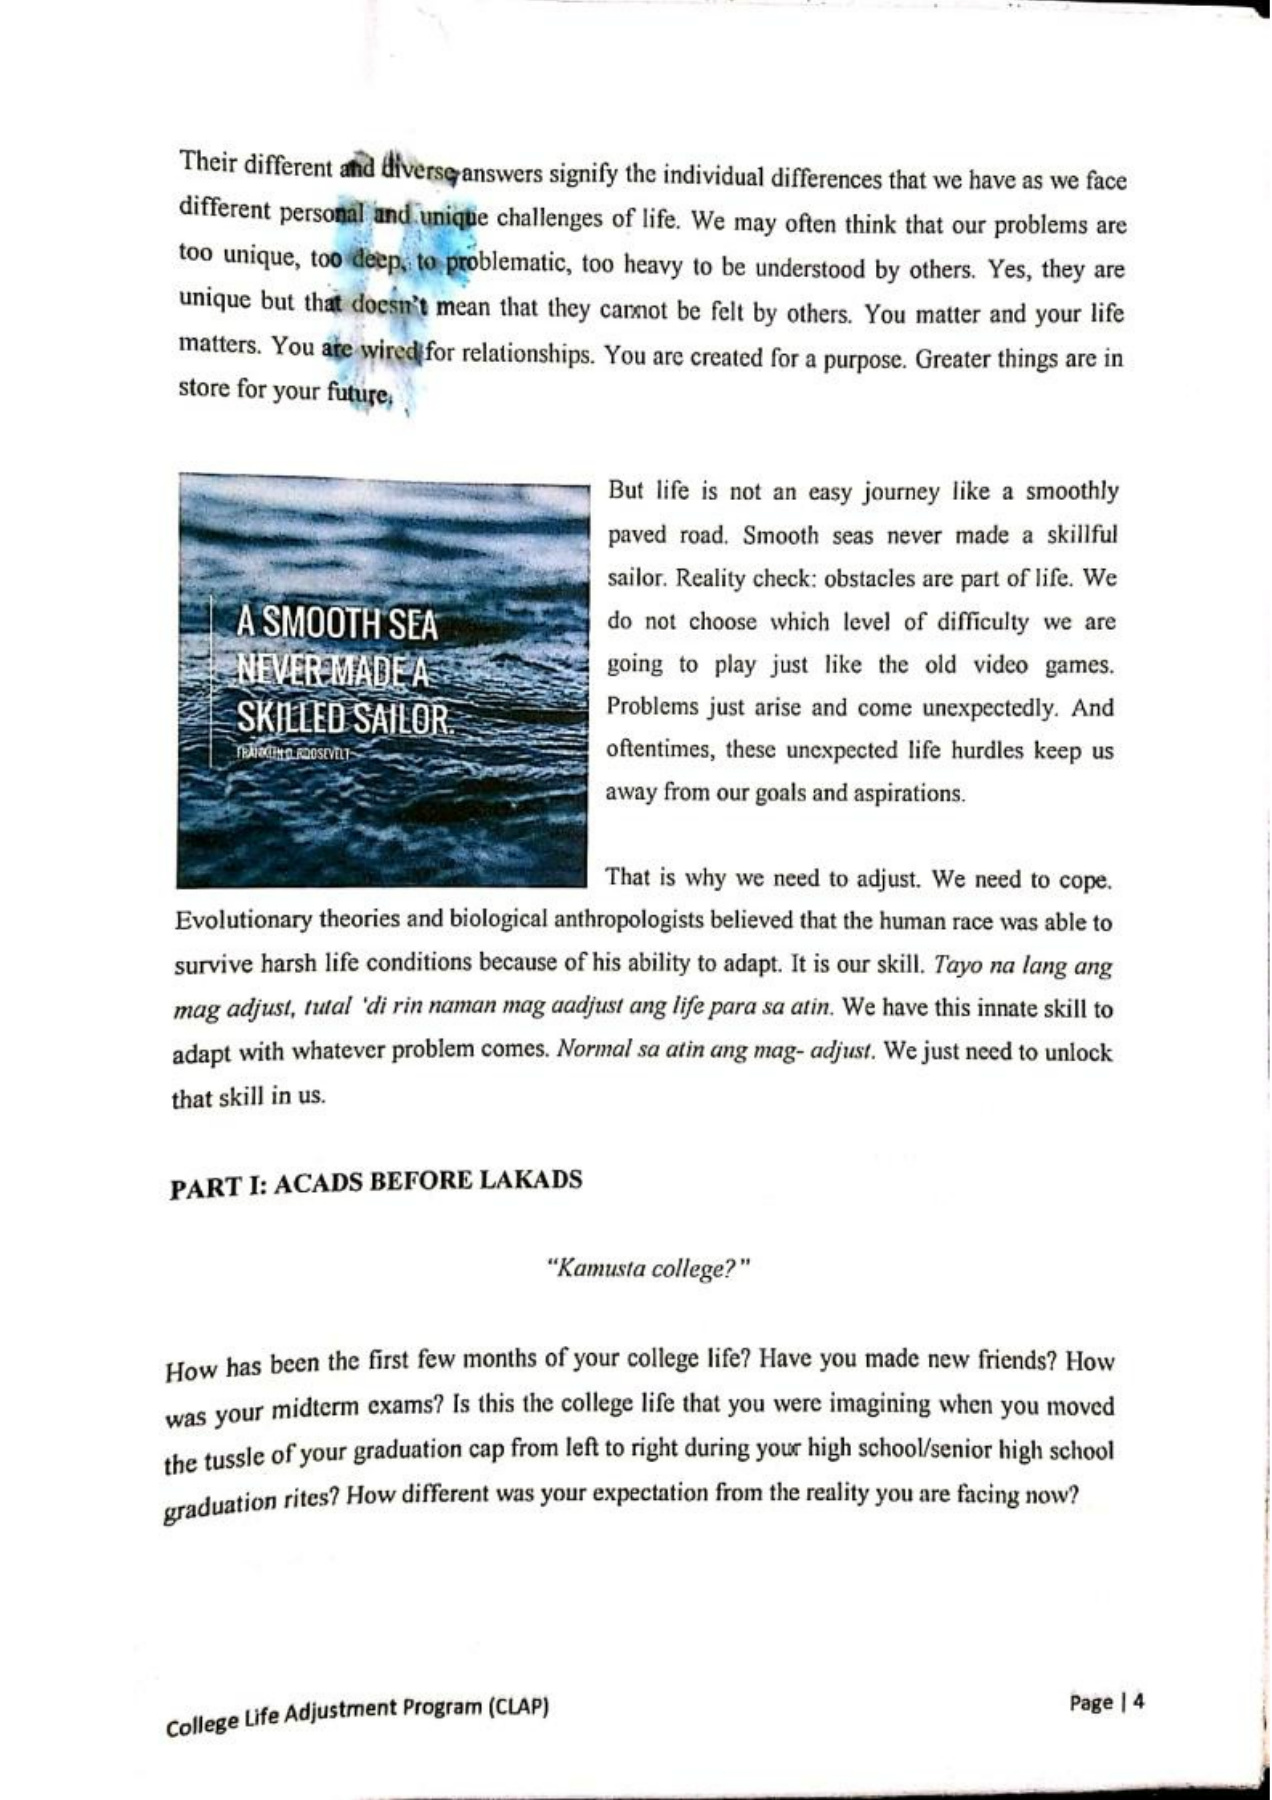 Their different and diverse answers signify the individual differences that we have as we face
different personal and unique challenges of life. We may often think that our problems are
too unique, too deep, to problematic, too heavy to be understood by others. Yes, they are
unique but that doesn't mean that they cannot be felt by others. You matter and your life
matters. You are wired for relationships. You are created for a purpose. Greater things are in
store for your future.
A SMOOTH SEA
NEVER MADE A
SKILLED SAILOR.
FRANKLIN D. ROOSEVELT
But life is not an easy journey like a smoothly
paved road. Smooth seas never made a skillful
sailor. Reality check: obstacles are part of life. We
do not choose which level of difficulty we are
going to play just like the old video games.
Problems just arise and come unexpectedly. And
oftentimes, these unexpected life hurdles keep us
away from our goals and aspirations.
That is why we need to adjust. We need to cope.
Evolutionary theories and biological anthropologists believed that the human race was able to
survive harsh life conditions because of his ability to adapt. It is our skill. Tayo na lang ang
mag adjust, tutal 'di rin naman mag aadjust ang life para sa atin. We have this innate skill to
adapt with whatever problem comes. Normal sa atin ang mag- adjust. We just need to unlock
that skill in us.
PART I: ACADS BEFORE LAKADS
"Kamusta college?"
How has been the first few months of your college life? Have you made new friends? How
was your midterm exams? Is this the college life that you were imagining when you moved
the tussle of your graduation cap from left to right during your high school/senior high school
graduation rites? How different was your expectation from the reality you are facing now?
College Life Adjustment Program (CLAP)
Page | 4